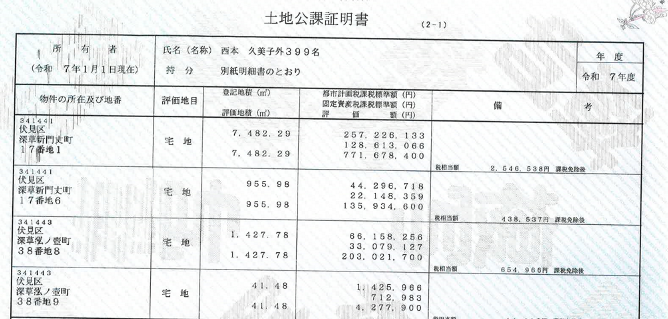 土地公課証明書 (2-1)
所有者
(令和 7年1月1日現在)
氏名(名称) 西本 久美子外399名
持分 別紙明細書のとおり
年度
令和 7年度
物件の所在及び地番
評価地目
登記地積(㎡)
評価地積(㎡)
都市計画税課税標準額(円)
固定資産税課税標準額(円)
評価額(円)
備考
341441
伏見区
深草新門丈町
17番地1
宅地
7,482.29
7,482.29
257,226,133
128,613,066
771,678,400
税相当額 2,546,538円 課税免除後
341441
伏見区
深草新門丈町
17番地6
宅地
955.98
955.98
44,296,718
22,148,359
135,934,600
税相当額 438,537円 課税免除後
341443
伏見区
深草泓ノ壺町
38番地8
宅地
1,427.78
1,427.78
66,158,256
33,079,127
203,021,700
税相当額 654,966円 課税免除後
341443
伏見区
深草泓ノ壺町
38番地9
宅地
41.48
41.48
1,425,966
712,983
4,277,900